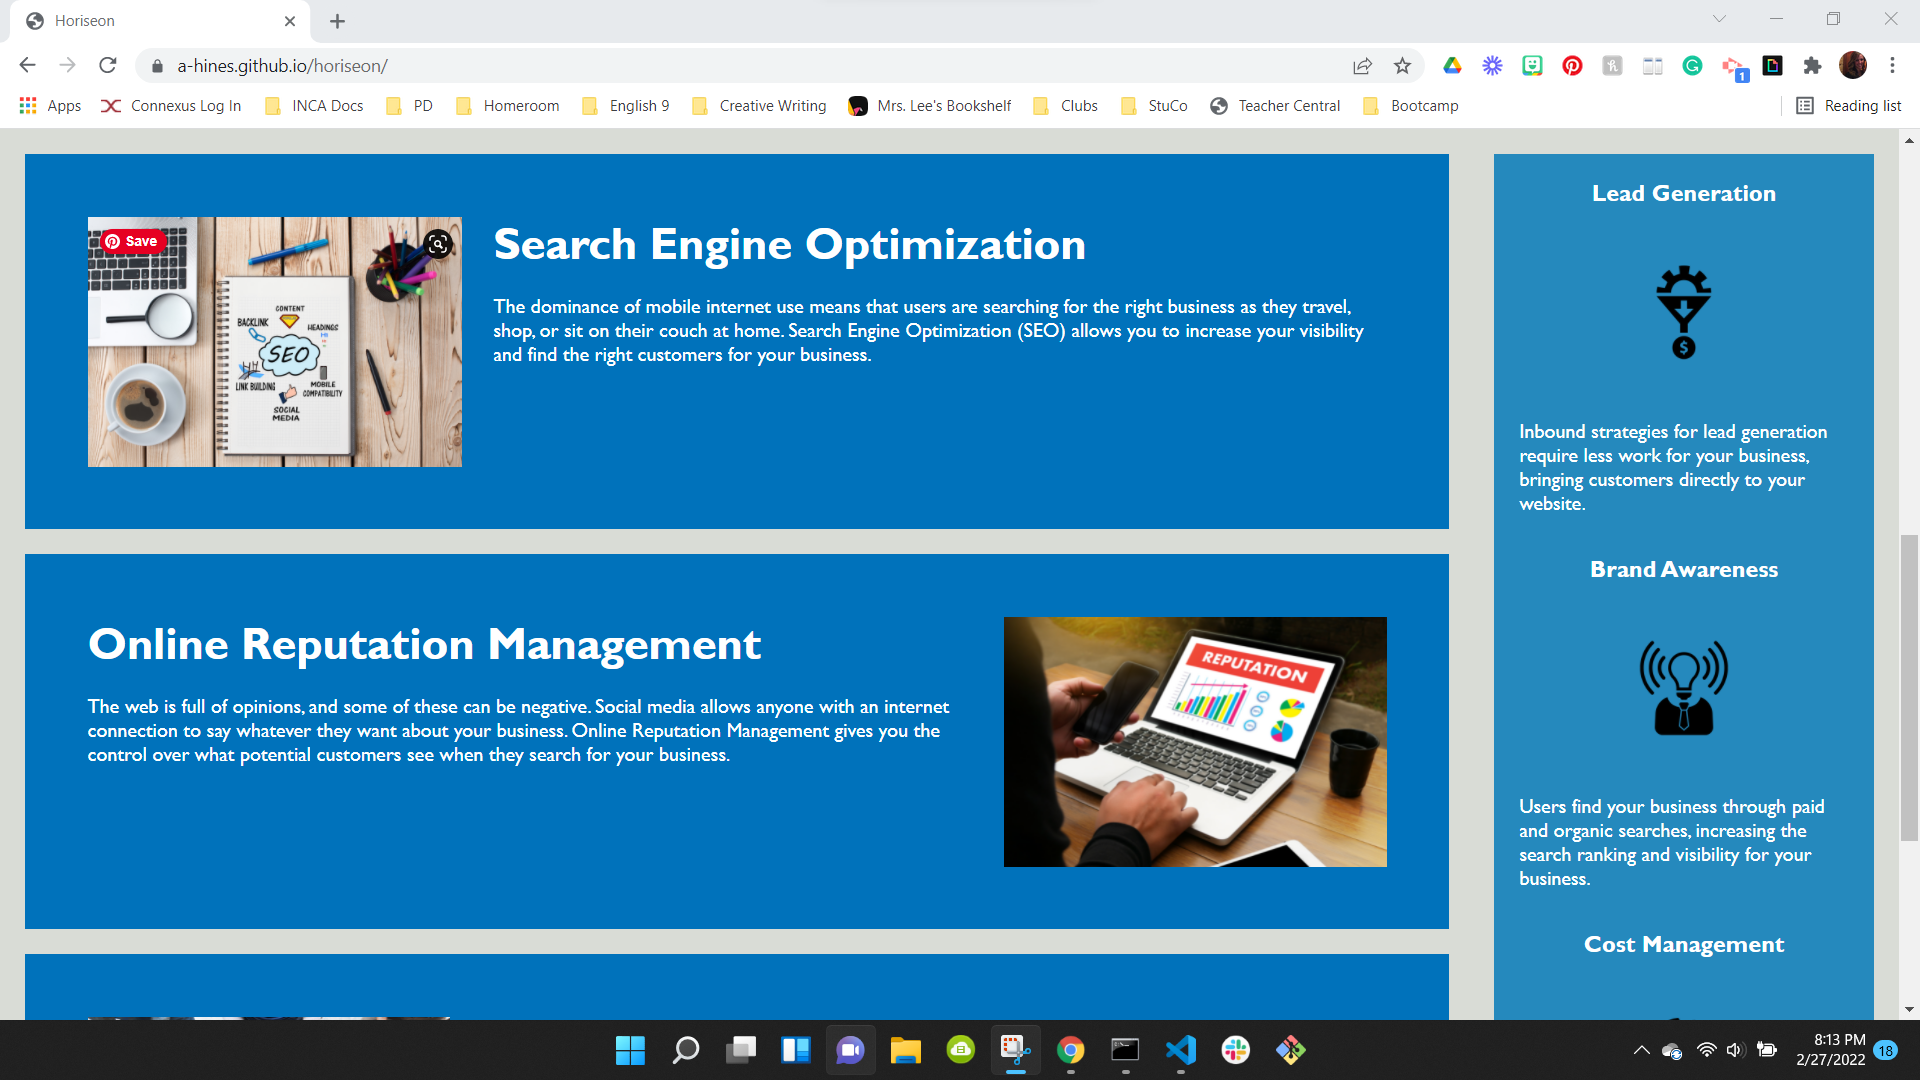 Horiseon
a-hines.github.io/horiseon/
1
Apps
Connexus Log In
INCA Docs
PD
Homeroom
English 9
Creative Writing
Mrs. Lee's Bookshelf
Clubs
StuCo
Teacher Central
Bootcamp
Reading list
Save
CONTENT
BACKLINK
HEADINGS
SEO
LINK BUILDING
MOBILE
COMPATIBILITY
SOCIAL
MEDIA
Search Engine Optimization
The dominance of mobile internet use means that users are searching for the right business as they travel,
shop, or sit on their couch at home. Search Engine Optimization (SEO) allows you to increase your visibility
and find the right customers for your business.
Online Reputation Management
The web is full of opinions, and some of these can be negative. Social media allows anyone with an internet
connection to say whatever they want about your business. Online Reputation Management gives you the
control over what potential customers see when they search for your business.
REPUTATION
Lead Generation
$
Inbound strategies for lead generation
require less work for your business,
bringing customers directly to your
website.
Brand Awareness
Users find your business through paid
and organic searches, increasing the
search ranking and visibility for your
business.
Cost Management
8:13 PM
2/27/2022
18